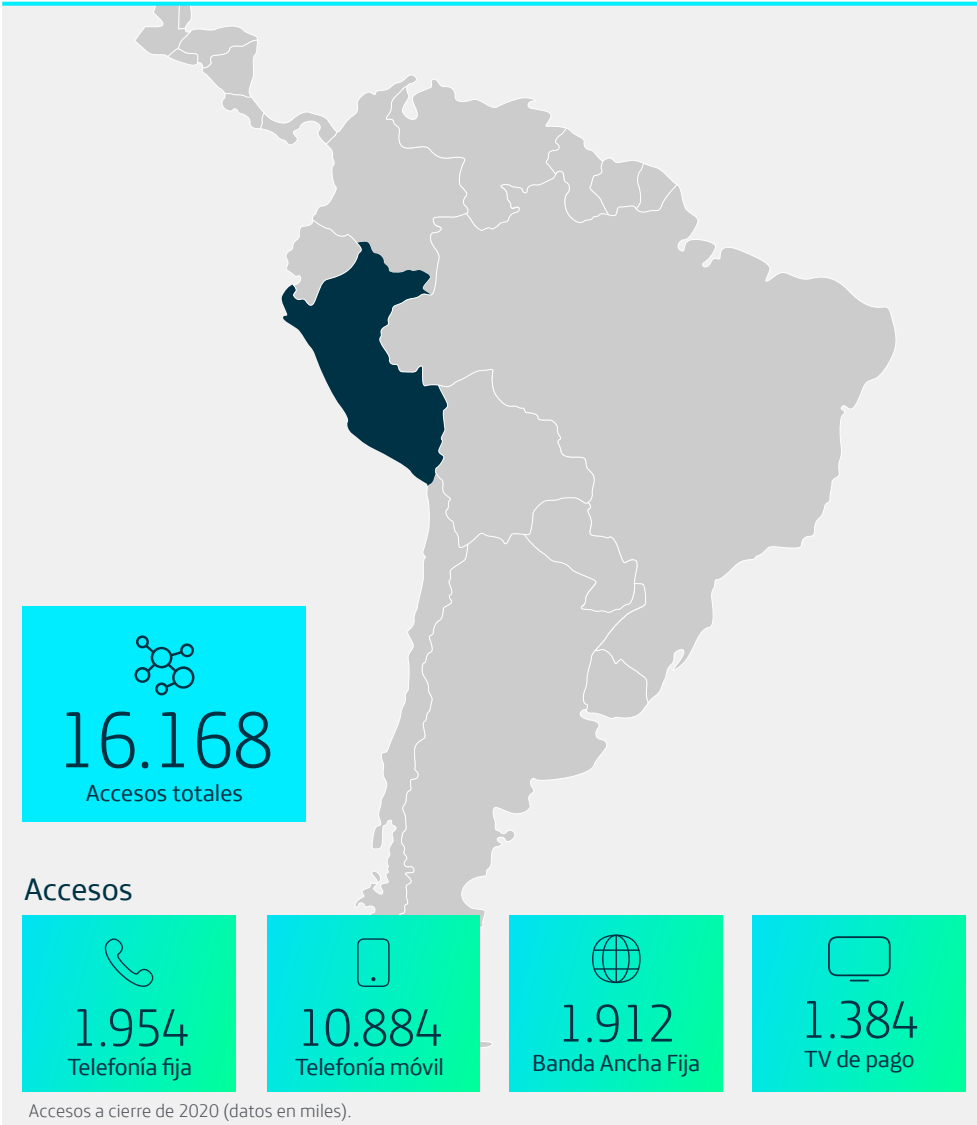 16.168
Accesos totales
Accesos
1.954
Telefonía fija
10.884
Telefonía móvil
1.912
Banda Ancha Fija
1.384
TV de pago
Accesos a cierre de 2020 (datos en miles).